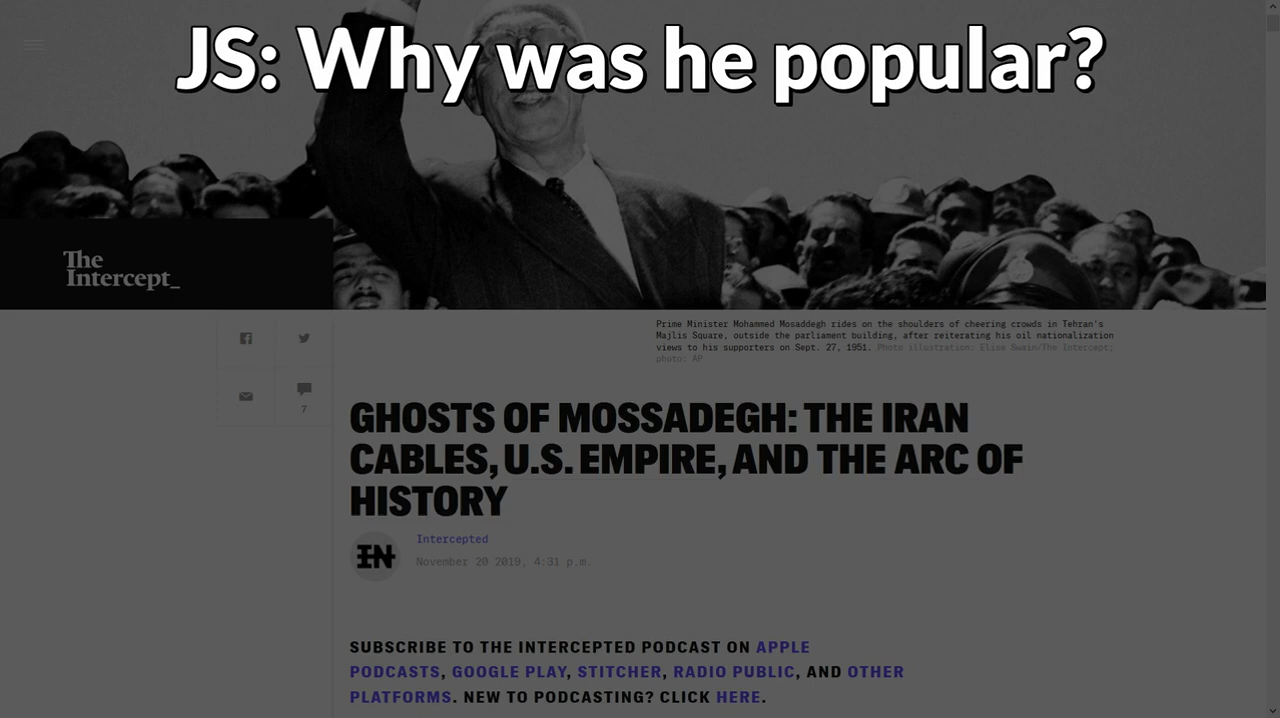 JS: Why was he popular?
The
Intercept_
Prime Minister Mohammed Mosaddegh rides on the shoulders of cheering crowds in Tehran's
Majlis Square, outside the parliament building, after reiterating his oil nationalization
views to his supporters on Sept. 27, 1951. Photo illustration: Elise Swain/The Intercept;
photo: AP
7
GHOSTS OF MOSSADEGH: THE IRAN
CABLES, U.S. EMPIRE, AND THE ARC OF
HISTORY
IN
Intercepted
November 20 2019, 4:31 p.m.
SUBSCRIBE TO THE INTERCEPTED PODCAST ON APPLE
PODCASTS, GOOGLE PLAY, STITCHER, RADIO PUBLIC, AND OTHER
PLATFORMS. NEW TO PODCASTING? CLICK HERE.